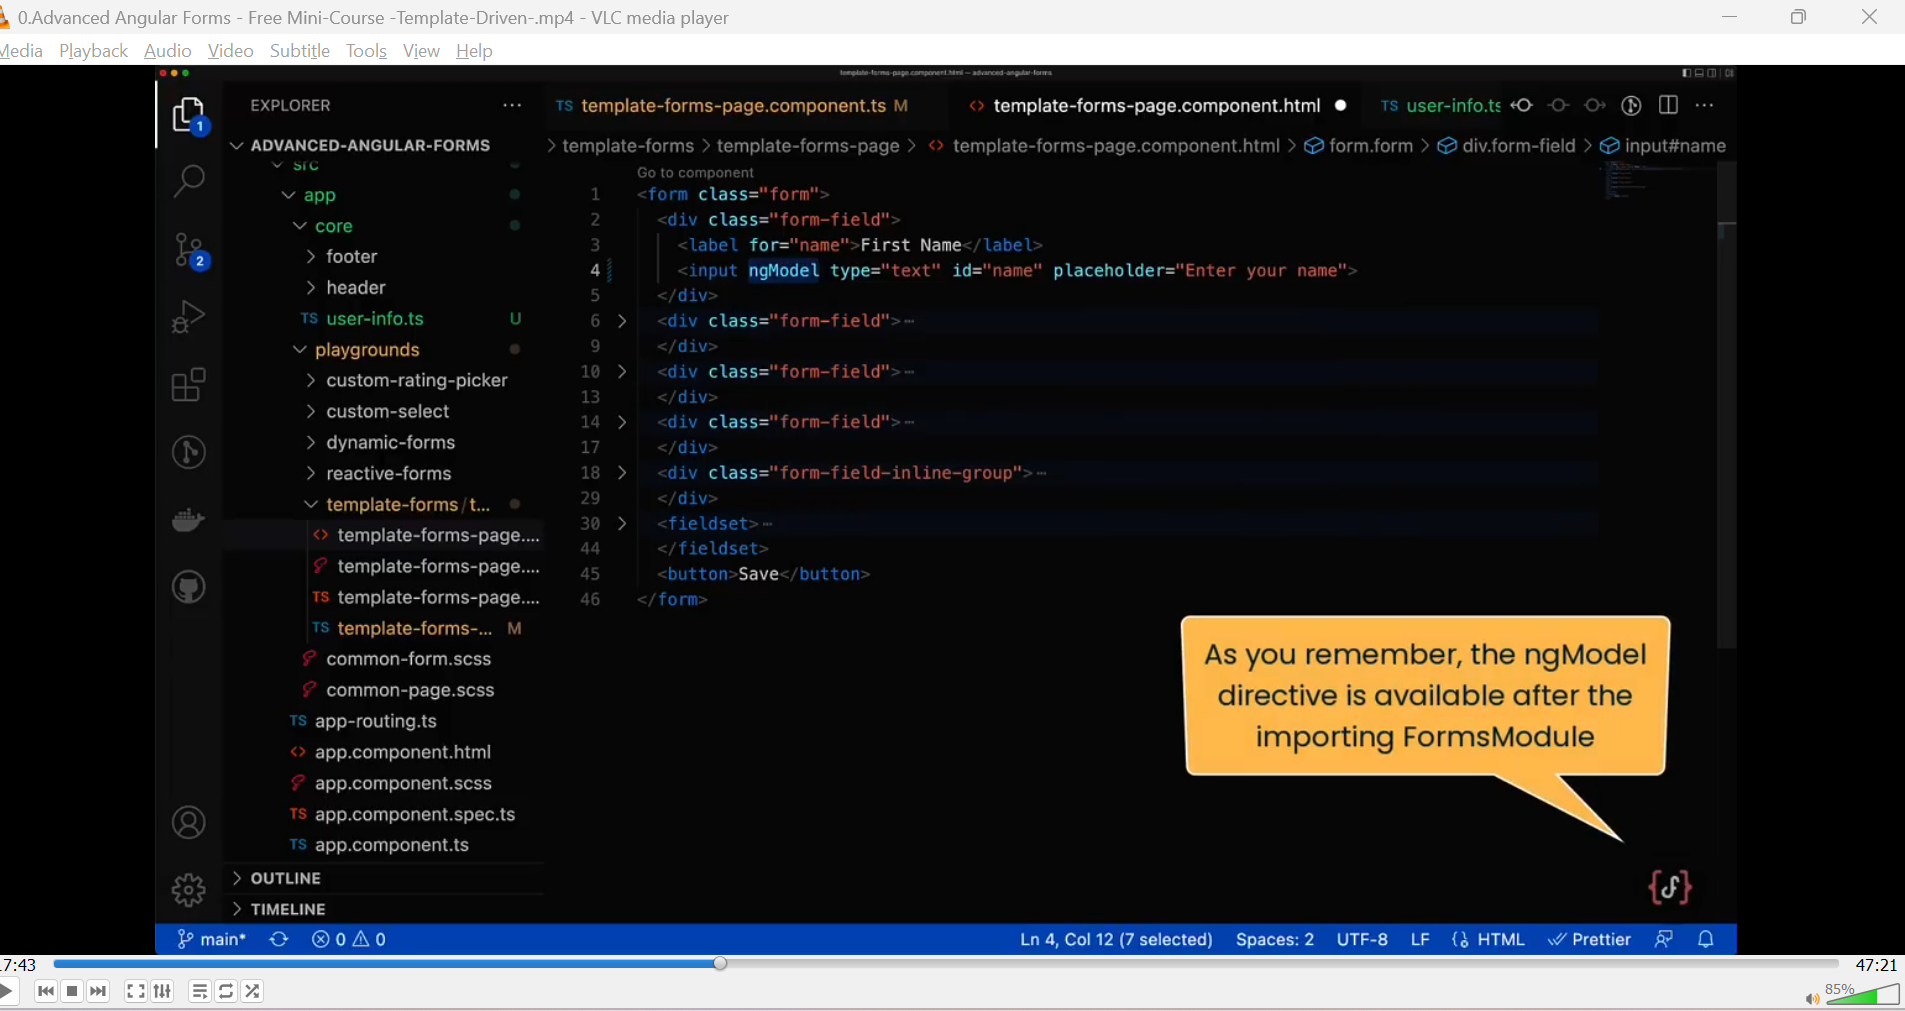 0.Advanced Angular Forms - Free Mini-Course -Template-Driven-.mp4 - VLC media player
Media Playback Audio Video Subtitle Tools View Help
template-forms-page.component.html — advanced-angular-forms
EXPLORER
TS template-forms-page.component.ts M
<> template-forms-page.component.html
TS user-info.ts
ADVANCED-ANGULAR-FORMS
> template-forms > template-forms-page > <> template-forms-page.component.html > form.form > div.form-field > input#name
src
app
core
footer
header
TS user-info.ts U
playgrounds
custom-rating-picker
custom-select
dynamic-forms
reactive-forms
template-forms/t...
<> template-forms-page....
template-forms-page....
TS template-forms-page....
TS template-forms-... M
common-form.scss
common-page.scss
TS app-routing.ts
<> app.component.html
app.component.scss
TS app.component.spec.ts
TS app.component.ts
OUTLINE
TIMELINE
1
2
Go to component
1 <form class="form">
2 <div class="form-field">
3 <label for="name">First Name</label>
4 <input ngModel type="text" id="name" placeholder="Enter your name">
5 </div>
6 <div class="form-field">⋯
9 </div>
10 <div class="form-field">⋯
13 </div>
14 <div class="form-field">⋯
17 </div>
18 <div class="form-field-inline-group">⋯
29 </div>
30 <fieldset>⋯
44 </fieldset>
45 <button>Save</button>
46 </form>
As you remember, the ngModel
directive is available after the
importing FormsModule
main* 0 0 Ln 4, Col 12 (7 selected) Spaces: 2 UTF-8 LF HTML Prettier
17:43 47:21
85%